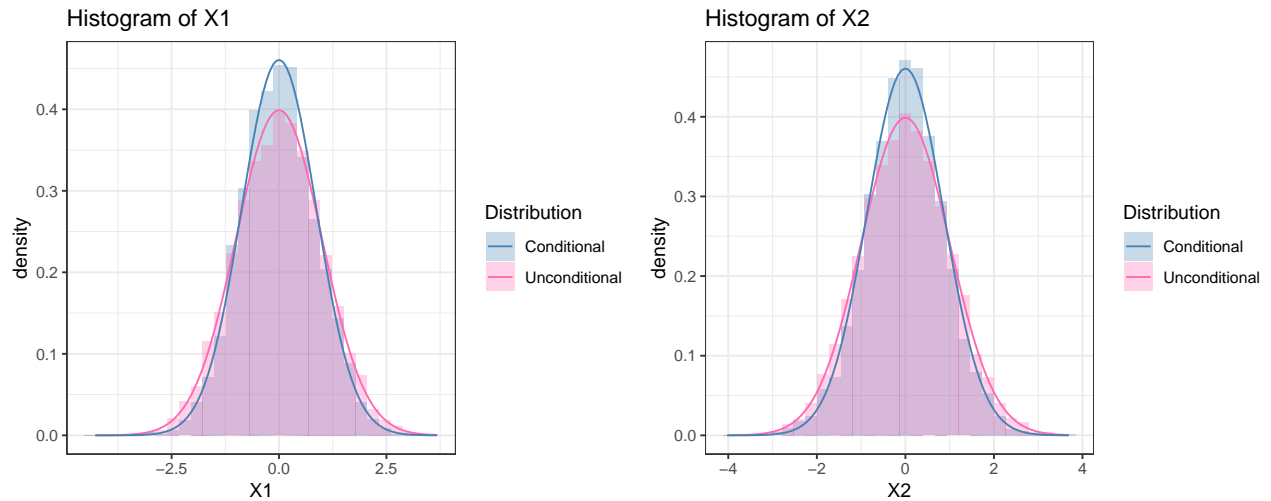 Histogram of X1
density
0.4
0.3
0.2
0.1
0.0
−2.5 0.0 2.5
X1
Distribution
Conditional
Unconditional
Histogram of X2
density
0.4
0.3
0.2
0.1
0.0
−4 −2 0 2 4
X2
Distribution
Conditional
Unconditional